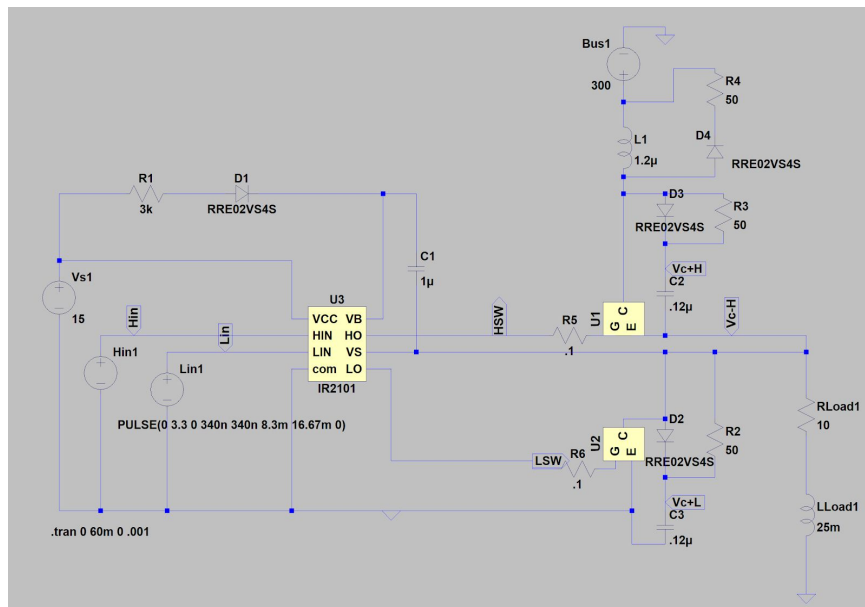 Bus1
300
R4
50
L1
1.2µ
D4
RRE02VS4S
R1
3k
D1
RRE02VS4S
D3
RRE02VS4S
R3
50
C1
1µ
Vs1
15
Vc+H
C2
.12µ
U3
VCC VB
HIN HO
LIN VS
com LO
IR2101
Hin
Lin
HSW
R5
.1
U1
G C E
Vc-H
Hin1
Lin1
PULSE(0 3.3 0 340n 340n 8.3m 16.67m 0)
LSW
R6
.1
U2
G C E
D2
RRE02VS4S
R2
50
RLoad1
10
Vc+L
C3
.12µ
LLoad1
25m
.tran 0 60m 0 .001